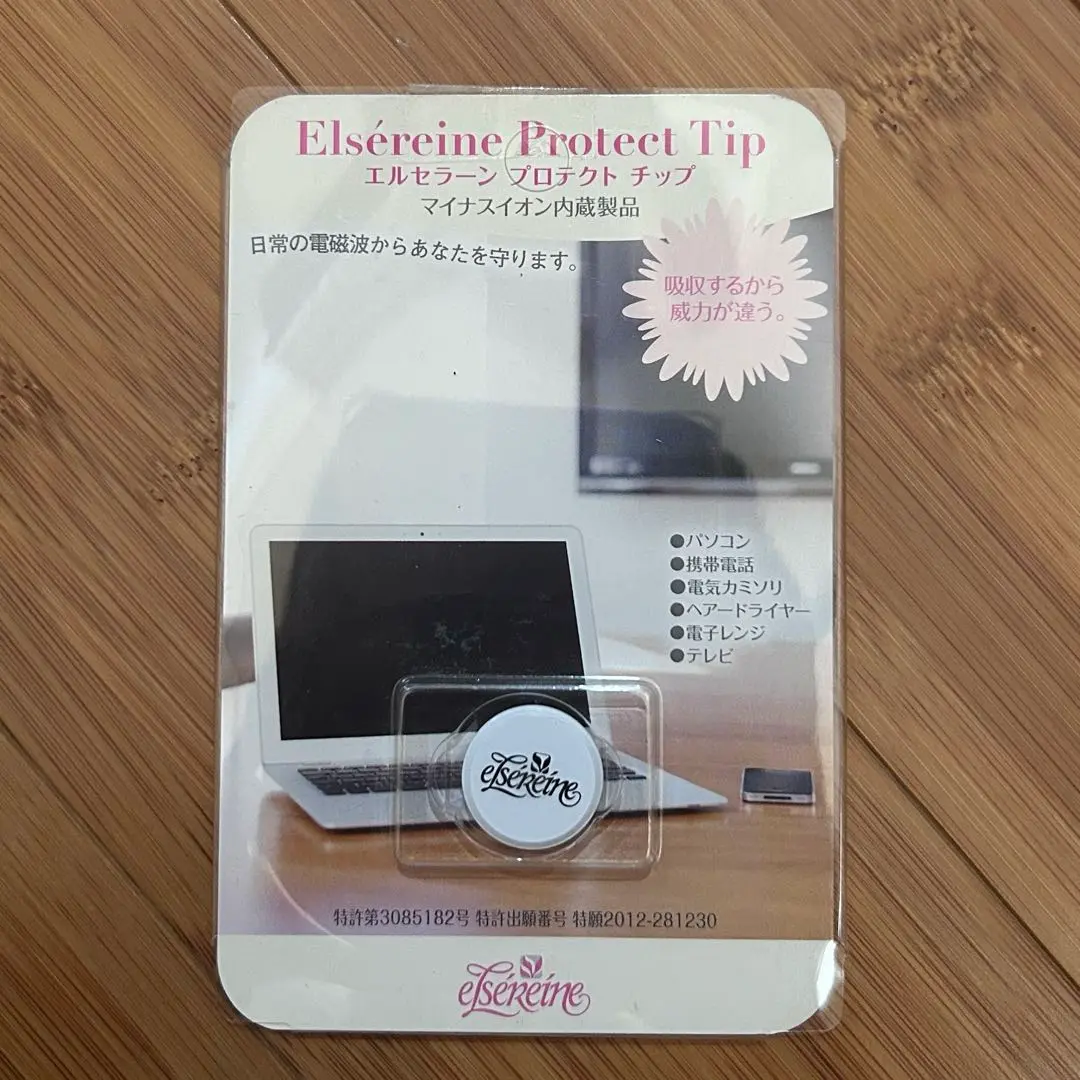 Elséreine Protect Tip
エルセラーン プロテクト チップ
マイナスイオン内蔵製品
日常の電磁波からあなたを守ります。
吸収するから
威力が違う。
●パソコン
●携帯電話
●電気カミソリ
●ヘアードライヤー
●電子レンジ
●テレビ
elséreine
特許第3085182号 特許出願番号 特願2012-281230
elséreine